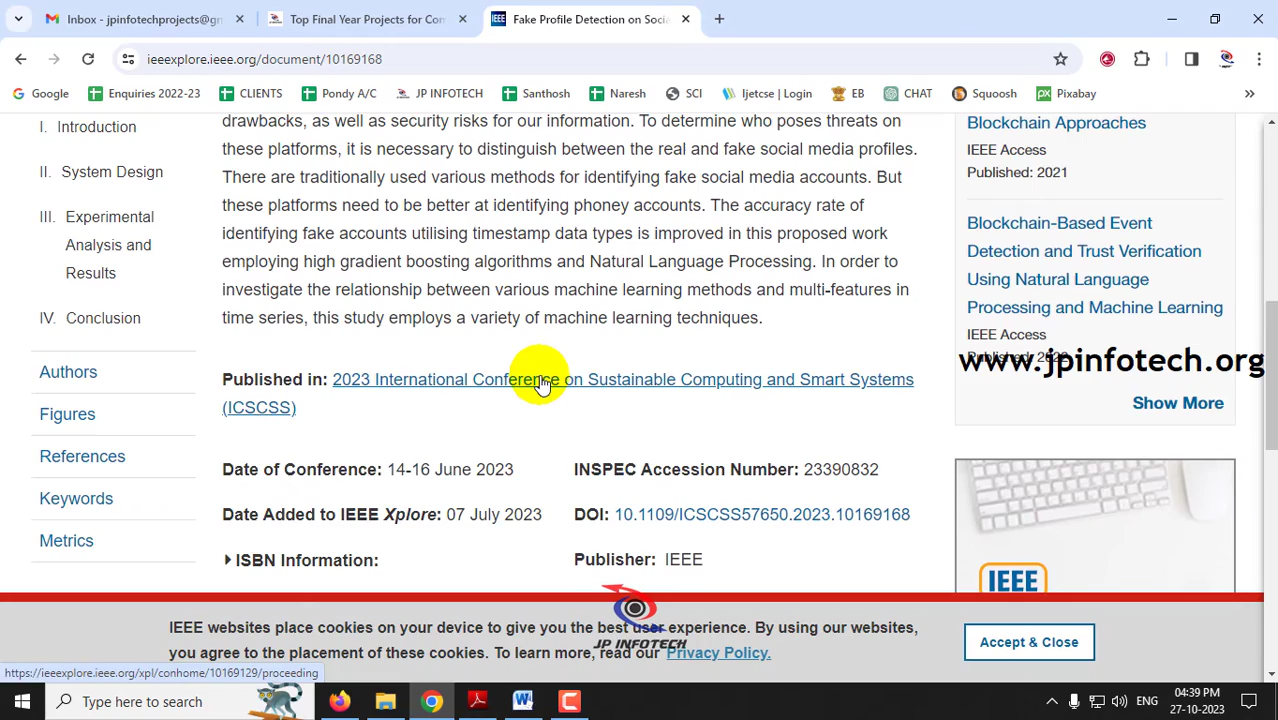 Inbox - jpinfotechprojects@gm
Top Final Year Projects for Com
Fake Profile Detection on Socia
ieeexplore.ieee.org/document/10169168
Google
Enquiries 2022-23
CLIENTS
Pondy A/C
JP INFOTECH
Santhosh
Naresh
SCI
Ijetcse | Login
EB
CHAT
Squoosh
Pixabay
I. Introduction
II. System Design
III. Experimental
Analysis and
Results
IV. Conclusion
Authors
Figures
References
Keywords
Metrics
drawbacks, as well as security risks for our information. To determine who poses threats on
these platforms, it is necessary to distinguish between the real and fake social media profiles.
There are traditionally used various methods for identifying fake social media accounts. But
these platforms need to be better at identifying phoney accounts. The accuracy rate of
identifying fake accounts utilising timestamp data types is improved in this proposed work
employing high gradient boosting algorithms and Natural Language Processing. In order to
investigate the relationship between various machine learning methods and multi-features in
time series, this study employs a variety of machine learning techniques.
Published in: 2023 International Conference on Sustainable Computing and Smart Systems
(ICSCSS)
Date of Conference: 14-16 June 2023
INSPEC Accession Number: 23390832
Date Added to IEEE Xplore: 07 July 2023
DOI: 10.1109/ICSCSS57650.2023.10169168
ISBN Information:
Publisher: IEEE
Blockchain Approaches
IEEE Access
Published: 2021
Blockchain-Based Event
Detection and Trust Verification
Using Natural Language
Processing and Machine Learning
IEEE Access
Published: 2022
www.jpinfotech.org
Show More
IEEE
IEEE websites place cookies on your device to give you the best user experience. By using our websites,
you agree to the placement of these cookies. To learn more, read our Privacy Policy.
JP INFOTECH
Accept & Close
https://ieeexplore.ieee.org/xpl/conhome/10169129/proceeding
Type here to search
ENG
04:39 PM
27-10-2023